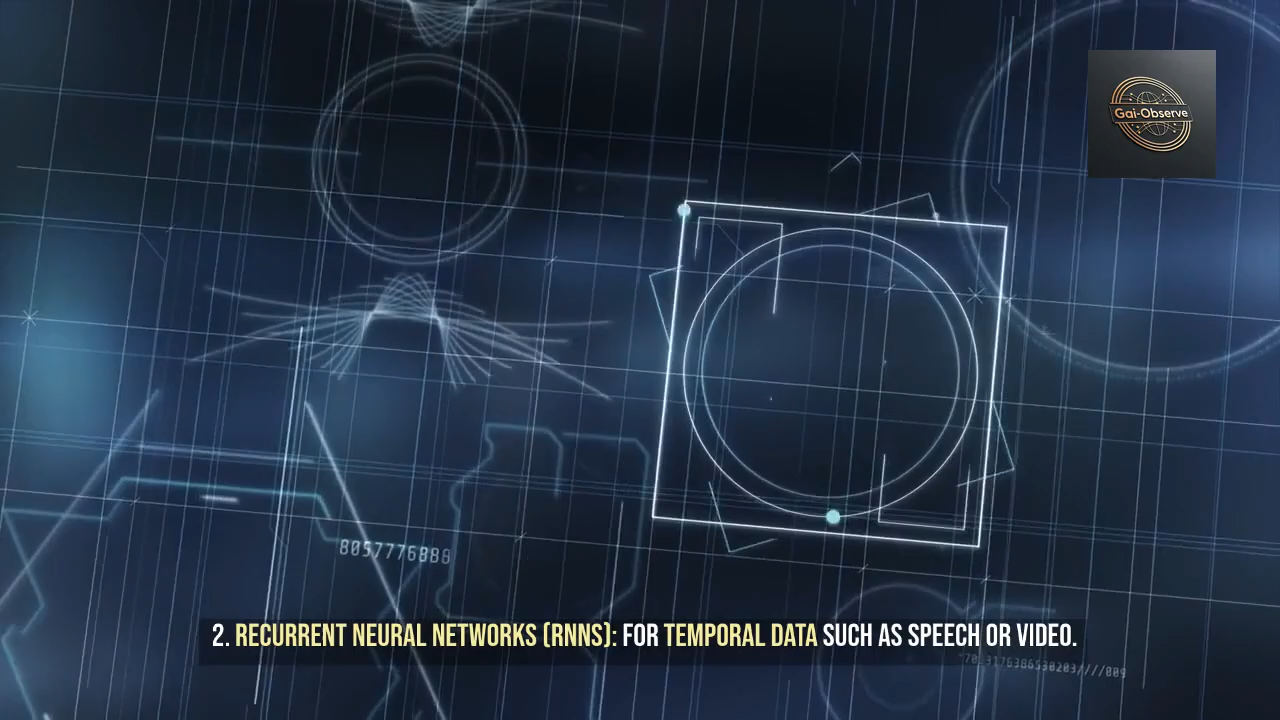 Gai-Observe
8057776888
2. RECURRENT NEURAL NETWORKS (RNNS): FOR TEMPORAL DATA SUCH AS SPEECH OR VIDEO.